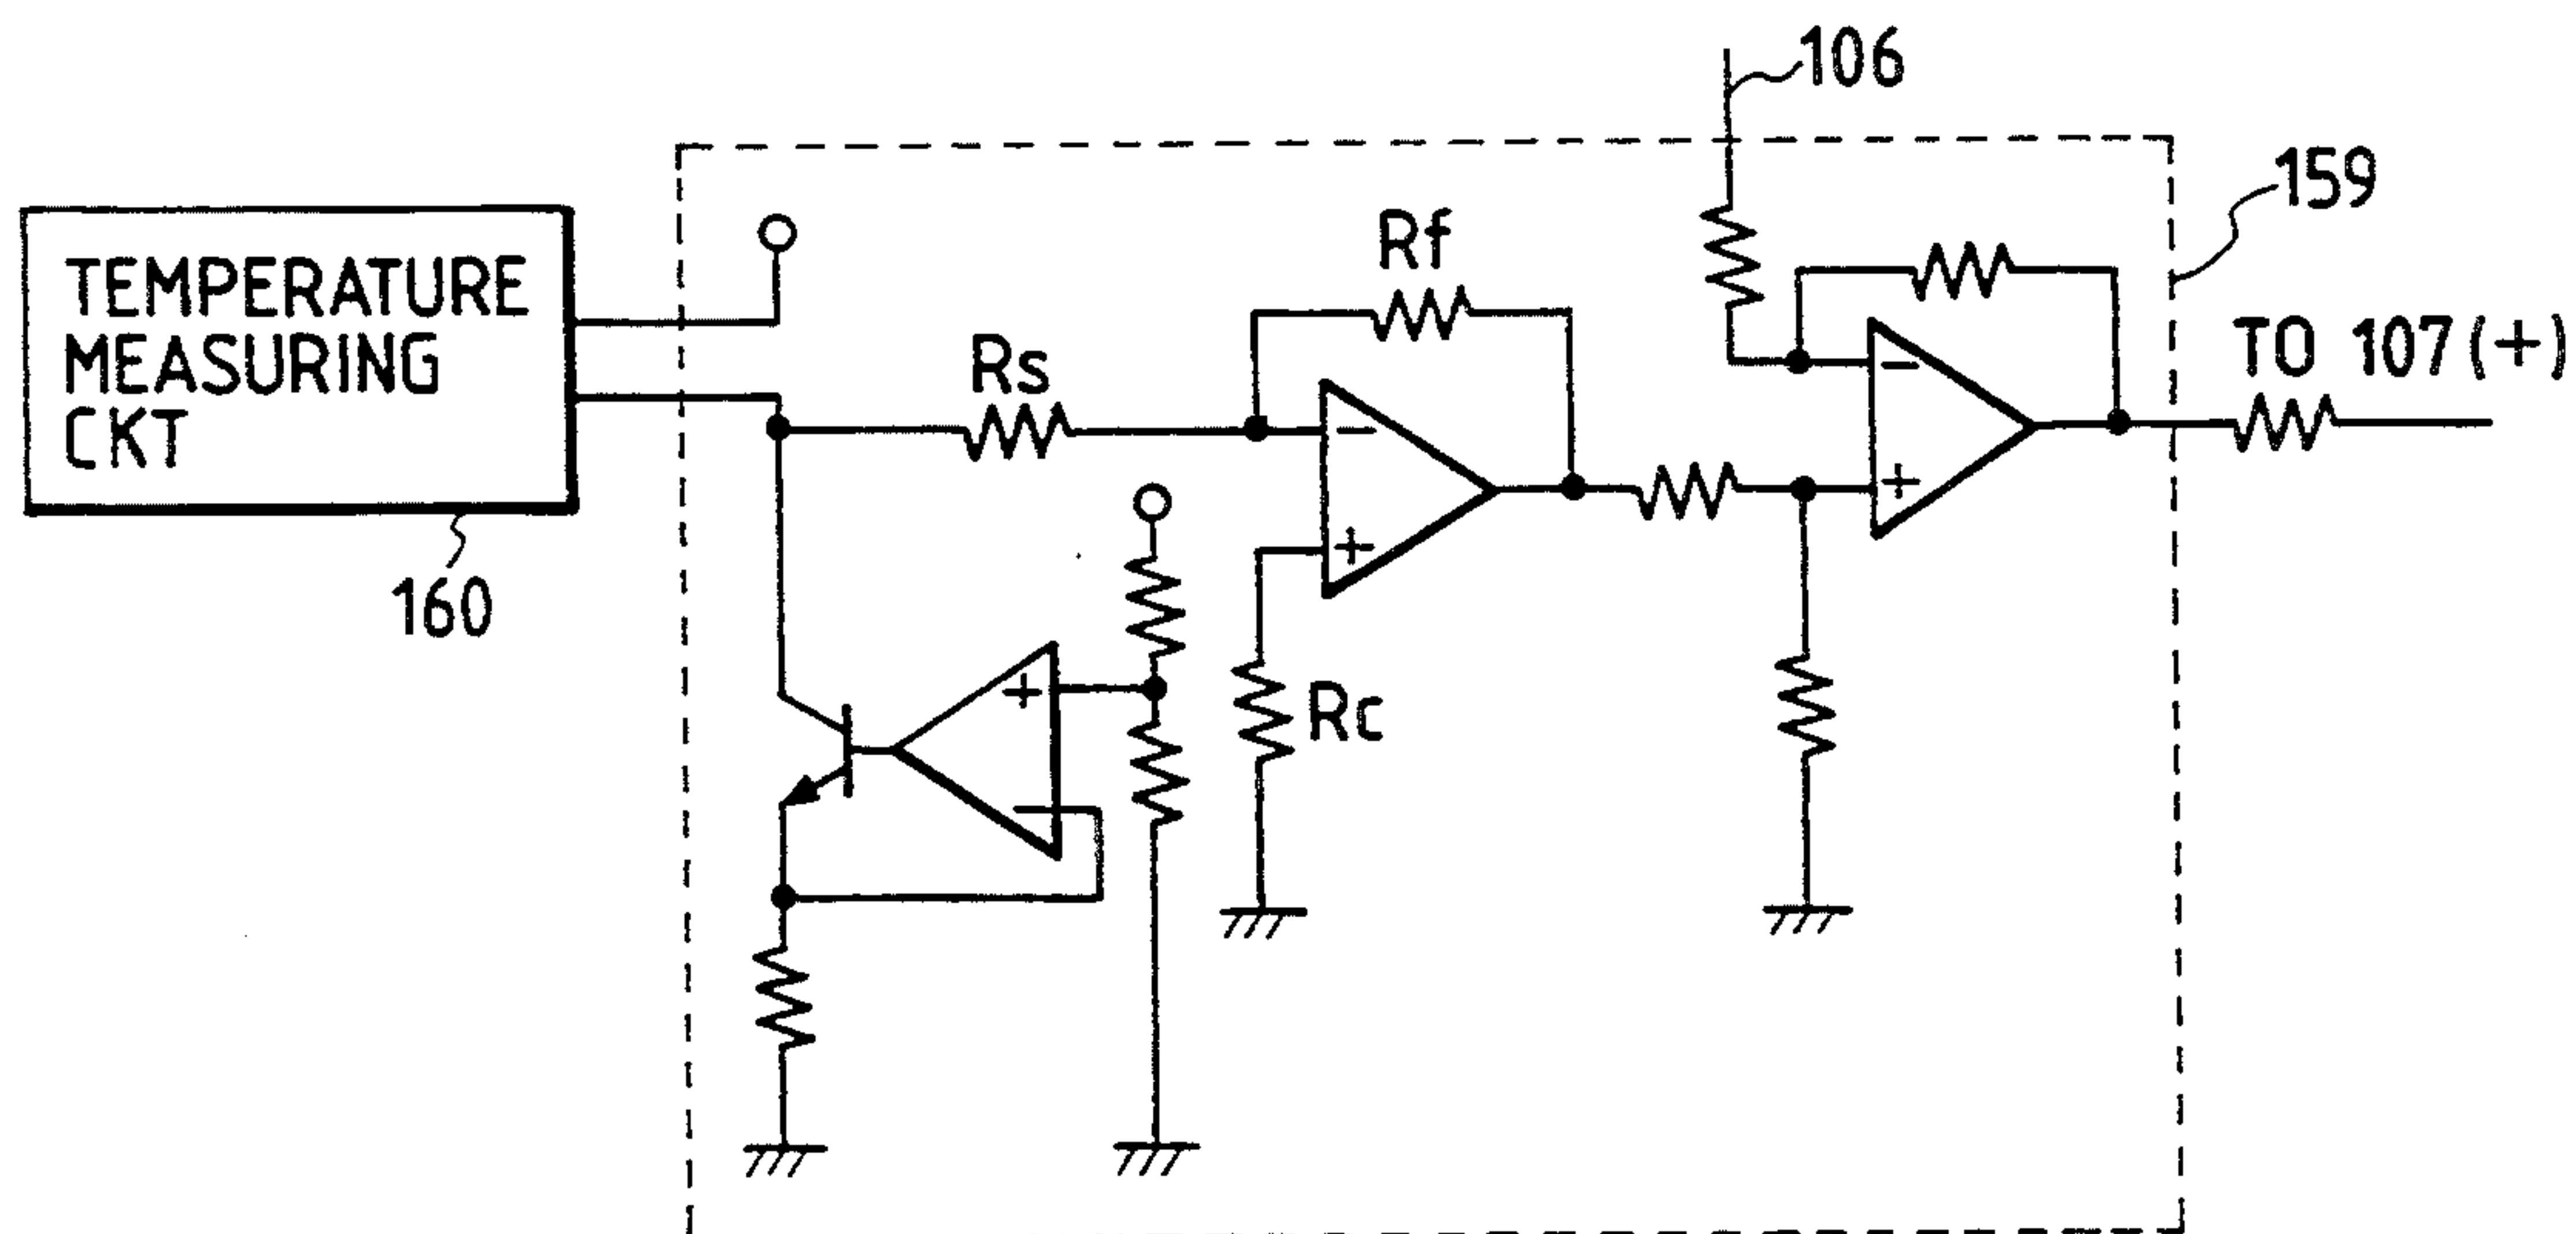 106
159
TEMPERATURE
MEASURING
CKT
160
Rs
Rf
Rc
−
+
−
+
+
−
TO 107 (+)